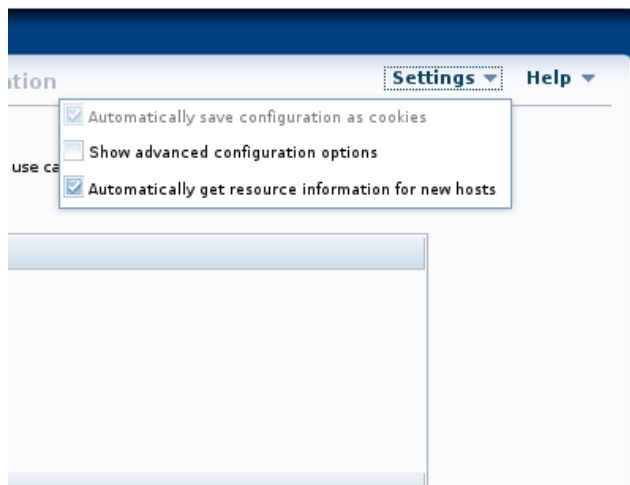 ation
Settings
Help
Automatically save configuration as cookies
Show advanced configuration options
use ca
Automatically get resource information for new hosts